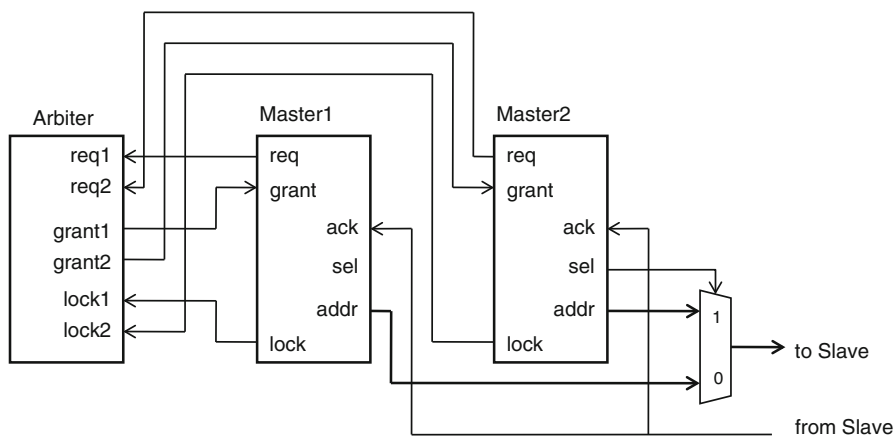 Arbiter
req1
req2
grant1
grant2
lock1
lock2
Master1
req
grant
ack
sel
addr
lock
Master2
req
grant
ack
sel
addr
lock
1
0
to Slave
from Slave